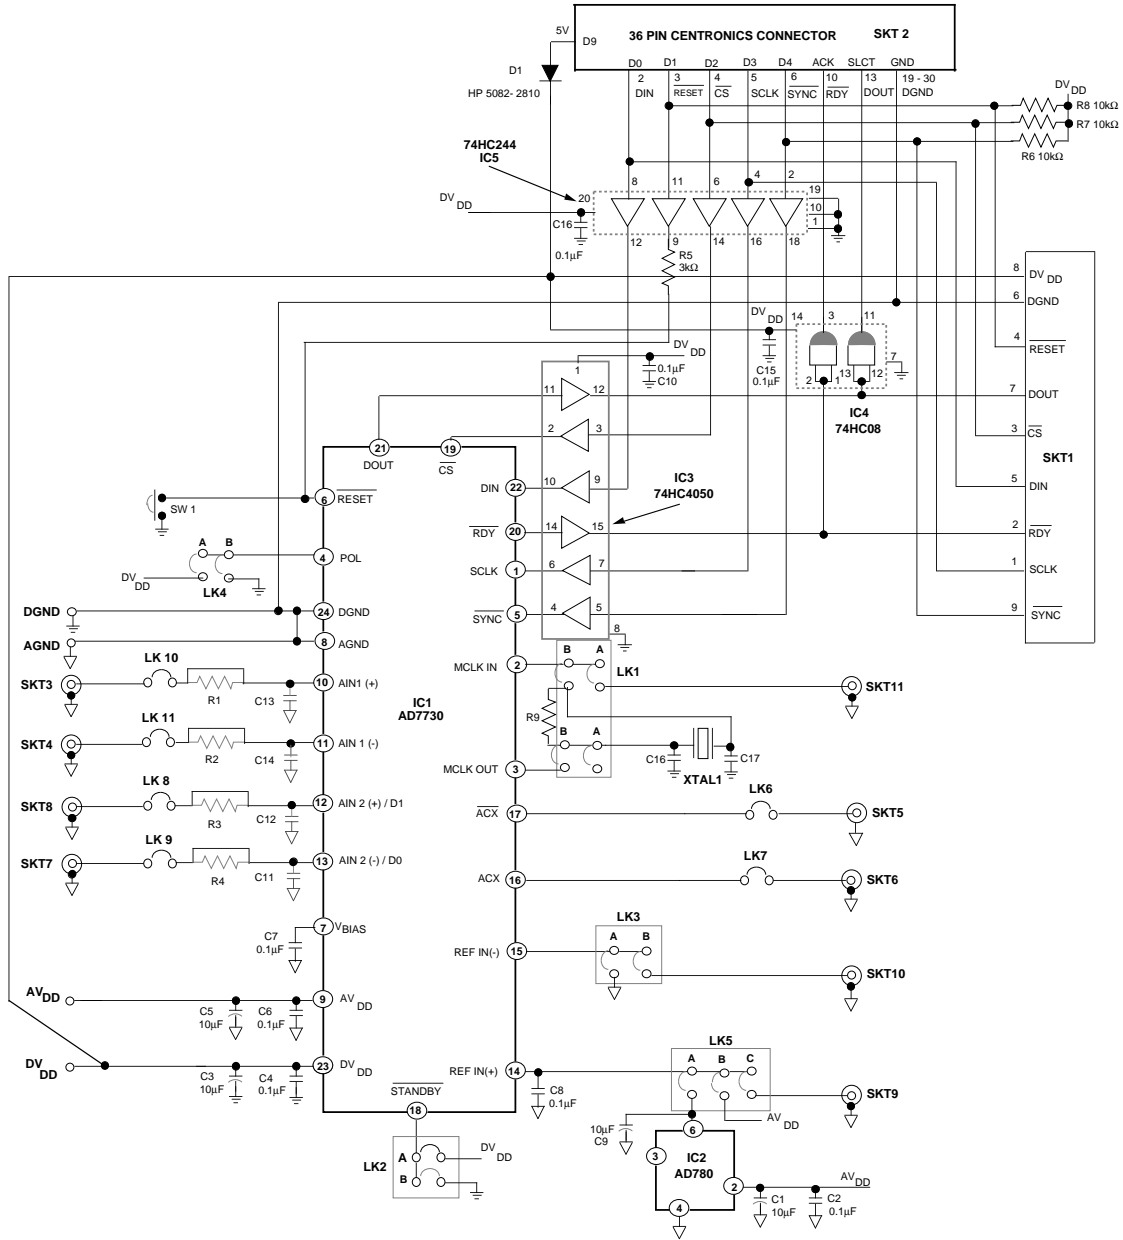 5V
D9
36 PIN CENTRONICS CONNECTOR
SKT 2
D0 D1 D2 D3 D4 ACK SLCT GND
2 3 4 5 6 10 13 19 - 30
DIN RESET CS SCLK SYNC RDY DOUT DGND
D1
HP 5082- 2810
DV DD
R8 10kΩ
R7 10kΩ
R6 10kΩ
74HC244
IC5
20
DV DD
C16
0.1µF
8 11 6 4 2
19
10
1
12 9 14 16 18
R5
3kΩ
8 DV DD
6 DGND
4 RESET
7 DOUT
3 CS
SKT1
5 DIN
2 RDY
1 SCLK
9 SYNC
DV DD
14 3 11
C15
0.1µF
7
2 1 13 12
IC4
74HC08
DV DD
0.1µF
C10
1
11 12
2 3
10 9
14 15
6 7
4 5
8
IC3
74HC4050
21
DOUT
19
CS
SW 1
6 RESET
DIN 22
RDY 20
A B
DV DD
LK4
4 POL
SCLK 1
DGND
24 DGND
SYNC 5
AGND
8 AGND
SKT3
LK 10
R1
C13
10 AIN1 (+)
IC1
AD7730
MCLK IN 2
B A
LK1
SKT11
R9
B A
SKT4
LK 11
R2
C14
11 AIN 1 (-)
MCLK OUT 3
C16
XTAL1
C17
SKT8
LK 8
R3
C12
12 AIN 2 (+) / D1
ACX 17
LK6
SKT5
SKT7
LK 9
R4
C11
13 AIN 2 (-) / D0
ACX 16
LK7
SKT6
C7
0.1µF
7 VBIAS
REF IN(-) 15
LK3
A B
SKT10
AVDD
C5
10µF
C6
0.1µF
9 AV DD
DV DD
C3
10µF
C4
0.1µF
23 DV DD
REF IN(+) 14
C8
0.1µF
LK5
A B C
SKT9
AV DD
STANDBY
18
LK2
A
B
DV DD
10µF
C9
6
3
IC2
AD780
2
4
AVDD
C1
10µF
C2
0.1µF